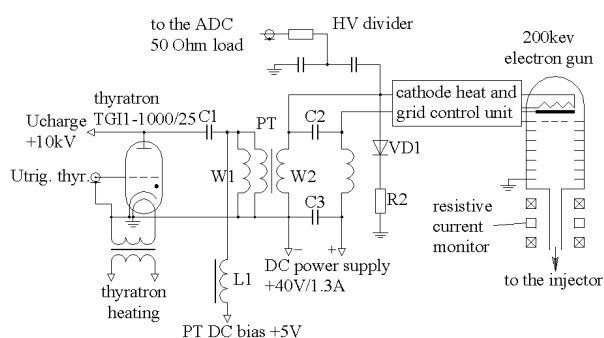 to the ADC
50 Ohm load
HV divider
200kev
electron gun
cathode heat and
grid control unit
thyratron
TGI1-1000/25
C1
Ucharge
+10kV
PT
C2
VD1
Utrig. thyr.
W1
W2
R2
C3
resistive
current
monitor
−
+
DC power supply
+40V/1.3A
to the injector
thyratron
heating
L1
PT DC bias +5V